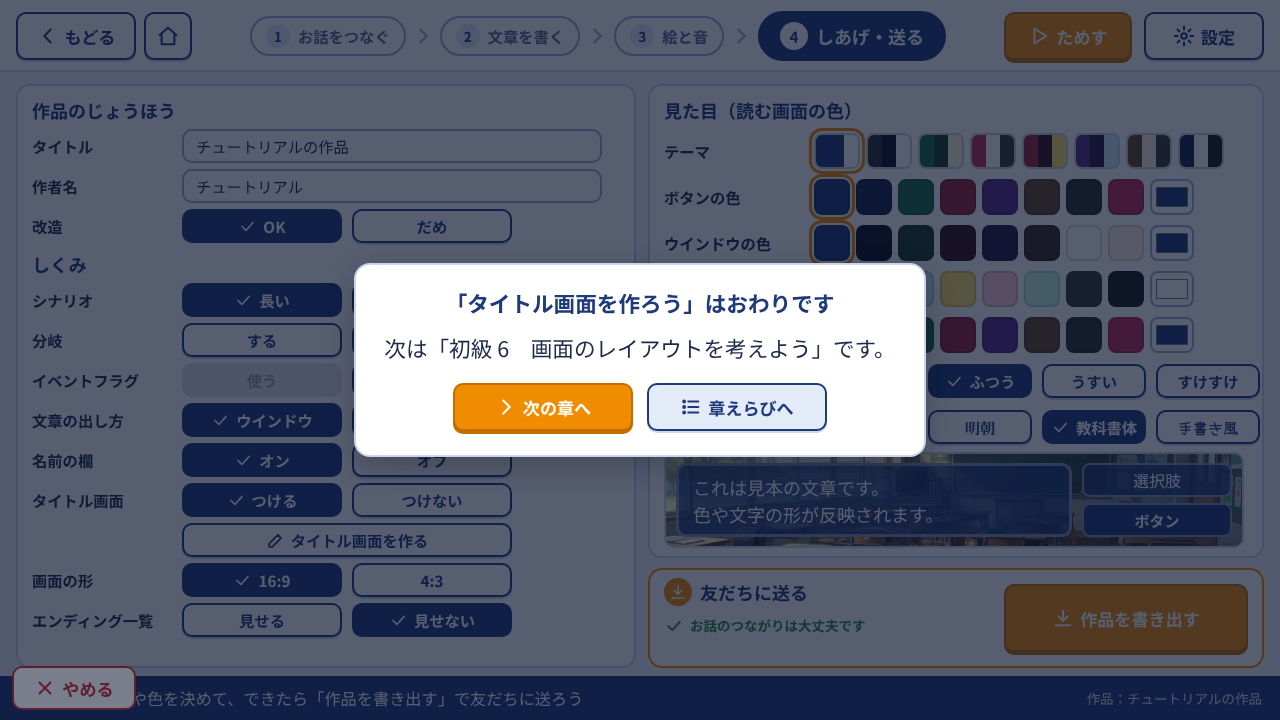 もどる
1 お話をつなぐ
2 文章を書く
3 絵と音
4 しあげ・送る
ためす
設定
作品のじょうほう
タイトル
チュートリアルの作品
作者名
チュートリアル
改造
OK
だめ
しくみ
シナリオ
長い
分岐
する
イベントフラグ
使う
文章の出し方
ウインドウ
名前の欄
オン
オフ
タイトル画面
つける
つけない
タイトル画面を作る
画面の形
16:9
4:3
エンディング一覧
見せる
見せない
見た目（読む画面の色）
テーマ
ボタンの色
ウインドウの色
ふつう
うすい
すけすけ
明朝
教科書体
手書き風
これは見本の文章です。
色や文字の形が反映されます。
選択肢
ボタン
友だちに送る
お話のつながりは大丈夫です
作品を書き出す
「タイトル画面を作ろう」はおわりです
次は「初級６　画面のレイアウトを考えよう」です。
次の章へ
章えらびへ
やめる
や色を決めて、できたら「作品を書き出す」で友だちに送ろう
作品：チュートリアルの作品